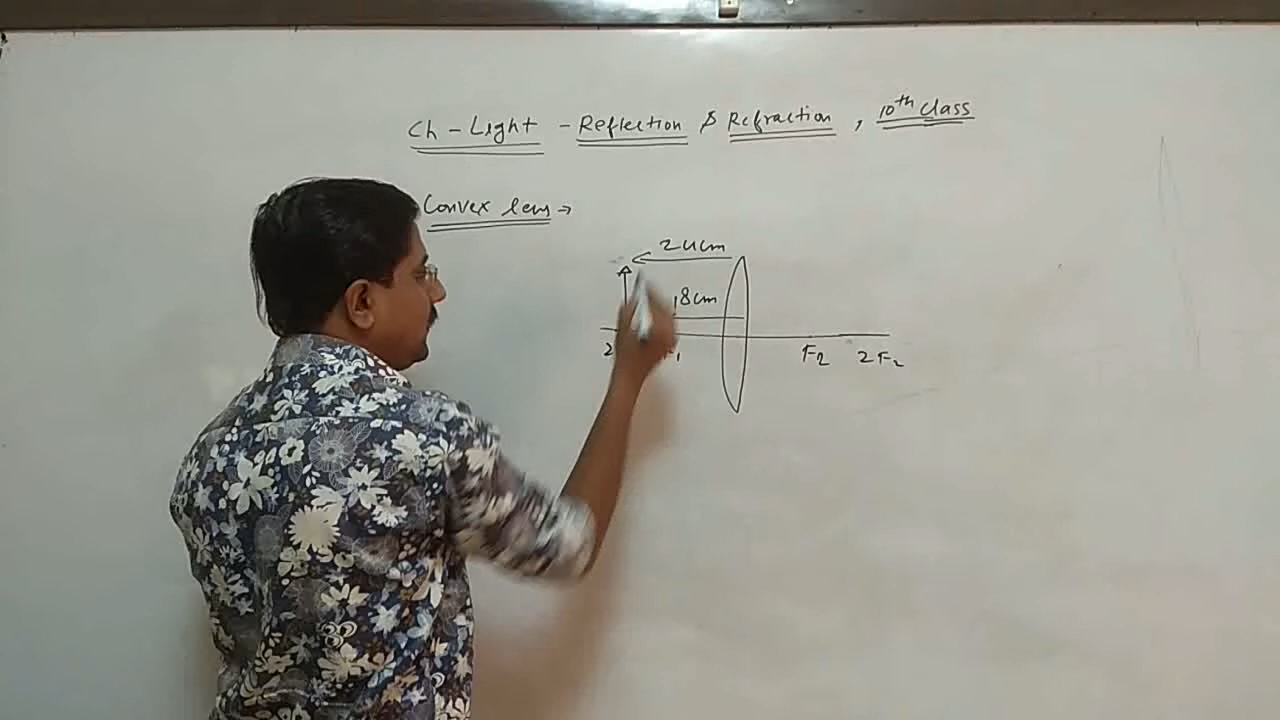 Ch - Light - Reflection & Refraction, 10th Class
Convex lens →
24cm
18cm
F2 2F2